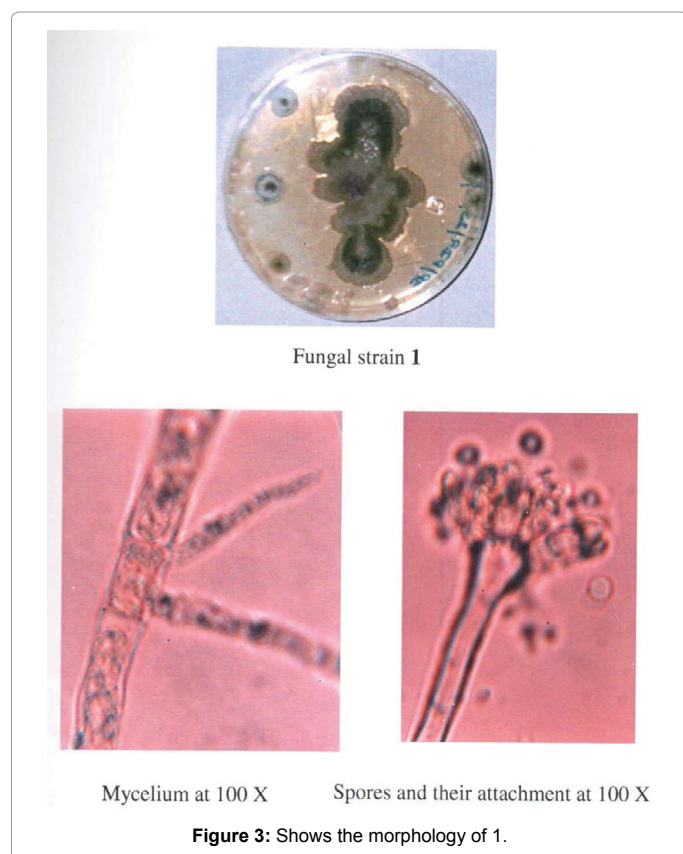 Fungal strain 1
Mycelium at 100 X
Spores and their attachment at 100 X
Figure 3: Shows the morphology of 1.